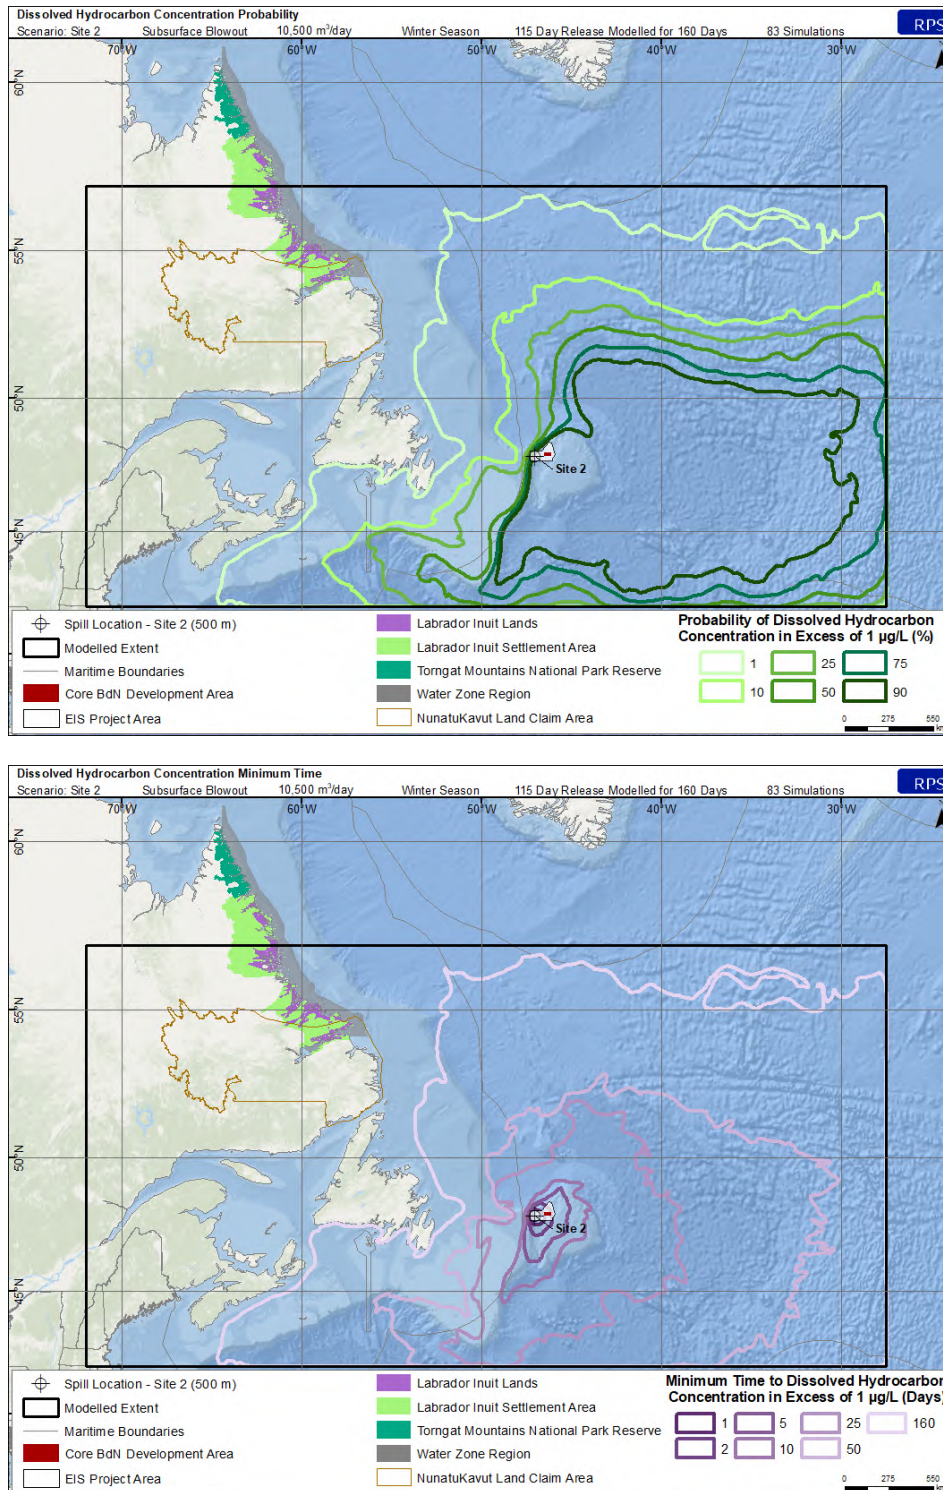 Dissolved Hydrocarbon Concentration Probability
Scenario: Site 2 Subsurface Blowout 10,500 m³/day Winter Season 115 Day Release Modelled for 160 Days 83 Simulations
RPS
70°W 60°W 50°W 40°W 30°W
60°N
55°N
50°N
45°N
Site 2
Spill Location - Site 2 (500 m)
Modelled Extent
Maritime Boundaries
Core BdN Development Area
EIS Project Area
Labrador Inuit Lands
Labrador Inuit Settlement Area
Torngat Mountains National Park Reserve
Water Zone Region
NunatuKavut Land Claim Area
Probability of Dissolved Hydrocarbon
Concentration in Excess of 1 µg/L (%)
1 25 75
10 50 90
0 275 550
km
Dissolved Hydrocarbon Concentration Minimum Time
Scenario: Site 2 Subsurface Blowout 10,500 m³/day Winter Season 115 Day Release Modelled for 160 Days 83 Simulations
RPS
70°W 60°W 50°W 40°W 30°W
60°N
55°N
50°N
45°N
Site 2
Spill Location - Site 2 (500 m)
Modelled Extent
Maritime Boundaries
Core BdN Development Area
EIS Project Area
Labrador Inuit Lands
Labrador Inuit Settlement Area
Torngat Mountains National Park Reserve
Water Zone Region
NunatuKavut Land Claim Area
Minimum Time to Dissolved Hydrocarbon
Concentration in Excess of 1 µg/L (Days)
1 5 25 160
2 10 50
0 275 550
km